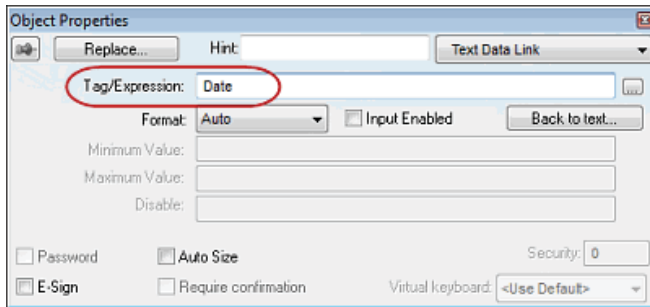 Object Properties
Replace... Hint: Text Data Link
Tag/Expression: Date ...
Format: Auto Input Enabled Back to text...
Minimum Value:
Maximum Value:
Disable:
Password Auto Size Security: 0
E-Sign Require confirmation Virtual keyboard: <Use Default>